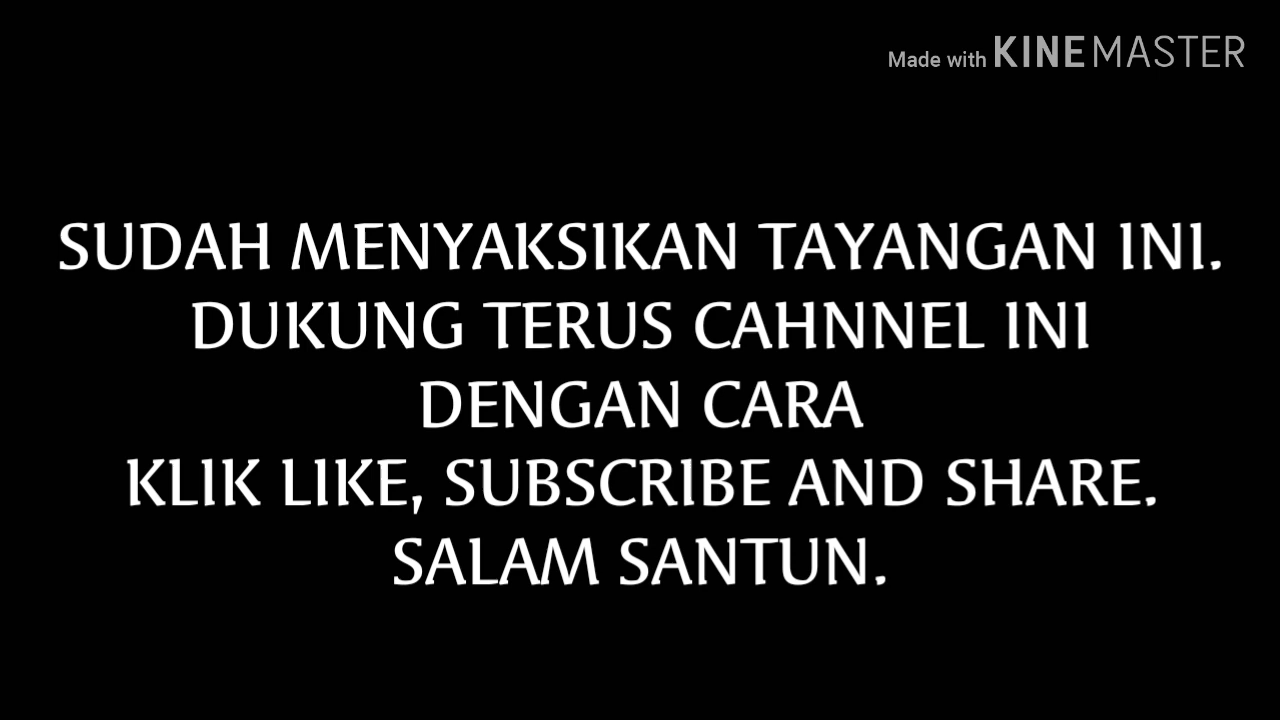 Made with KINEMASTER
SUDAH MENYAKSIKAN TAYANGAN INI.
DUKUNG TERUS CAHNNEL INI
DENGAN CARA
KLIK LIKE, SUBSCRIBE AND SHARE.
SALAM SANTUN.